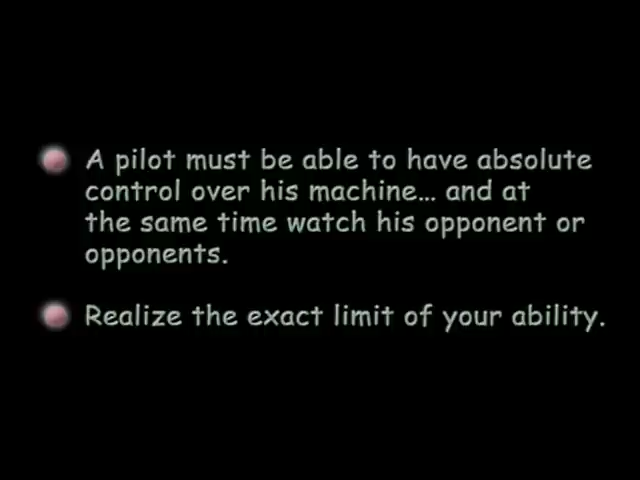 A pilot must be able to have absolute
control over his machine... and at
the same time watch his opponent or
opponents.
Realize the exact limit of your ability.